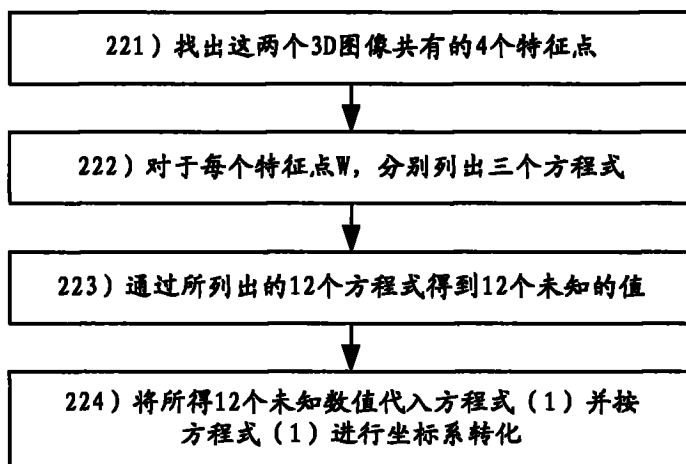 221）找出这两个3D图像共有的4个特征点
222）对于每个特征点W，分别列出三个方程式
223）通过所列出的12个方程式得到12个未知的值
224）将所得12个未知数值代入方程式（1）并按
方程式（1）进行坐标系转化